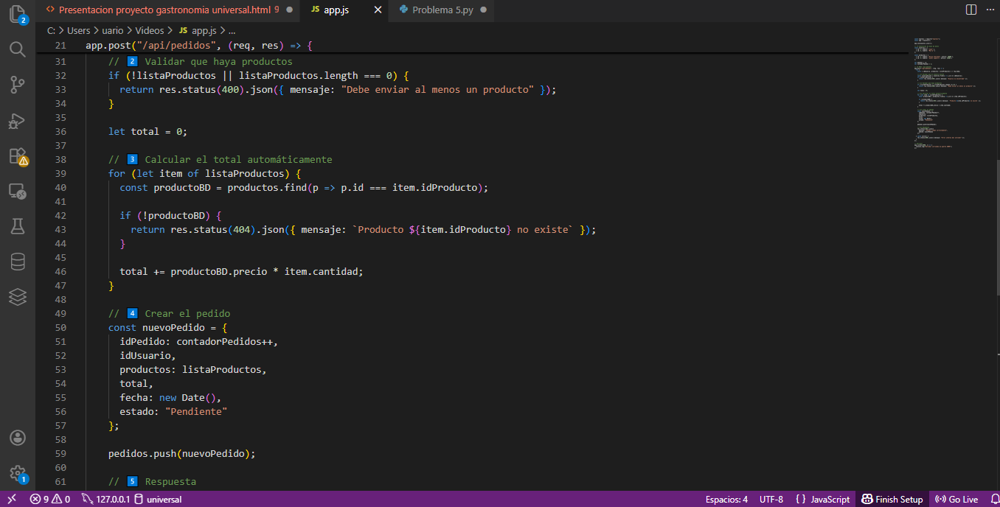 2
Presentacion proyecto gastronomia universal.html 9
JS app.js
Problema 5.py
C: > Users > uario > Videos > JS app.js > ...
21 app.post("/api/pedidos", (req, res) => {
31 // 2 Validar que haya productos
32 if (!listaProductos || listaProductos.length === 0) {
33 return res.status(400).json({ mensaje: "Debe enviar al menos un producto" });
34 }
35
36 let total = 0;
37
38 // 3 Calcular el total automáticamente
39 for (let item of listaProductos) {
40 const productoBD = productos.find(p => p.id === item.idProducto);
41
42 if (!productoBD) {
43 return res.status(404).json({ mensaje: `Producto ${item.idProducto} no existe` });
44 }
45
46 total += productoBD.precio * item.cantidad;
47 }
48
49 // 4 Crear el pedido
50 const nuevoPedido = {
51 idPedido: contadorPedidos++,
52 idUsuario,
53 productos: listaProductos,
54 total,
55 fecha: new Date(),
56 estado: "Pendiente"
57 };
58
59 pedidos.push(nuevoPedido);
60
61 // 5 Respuesta
1
9 0 127.0.0.1 universal Espacios: 4 UTF-8 { } JavaScript Finish Setup Go Live